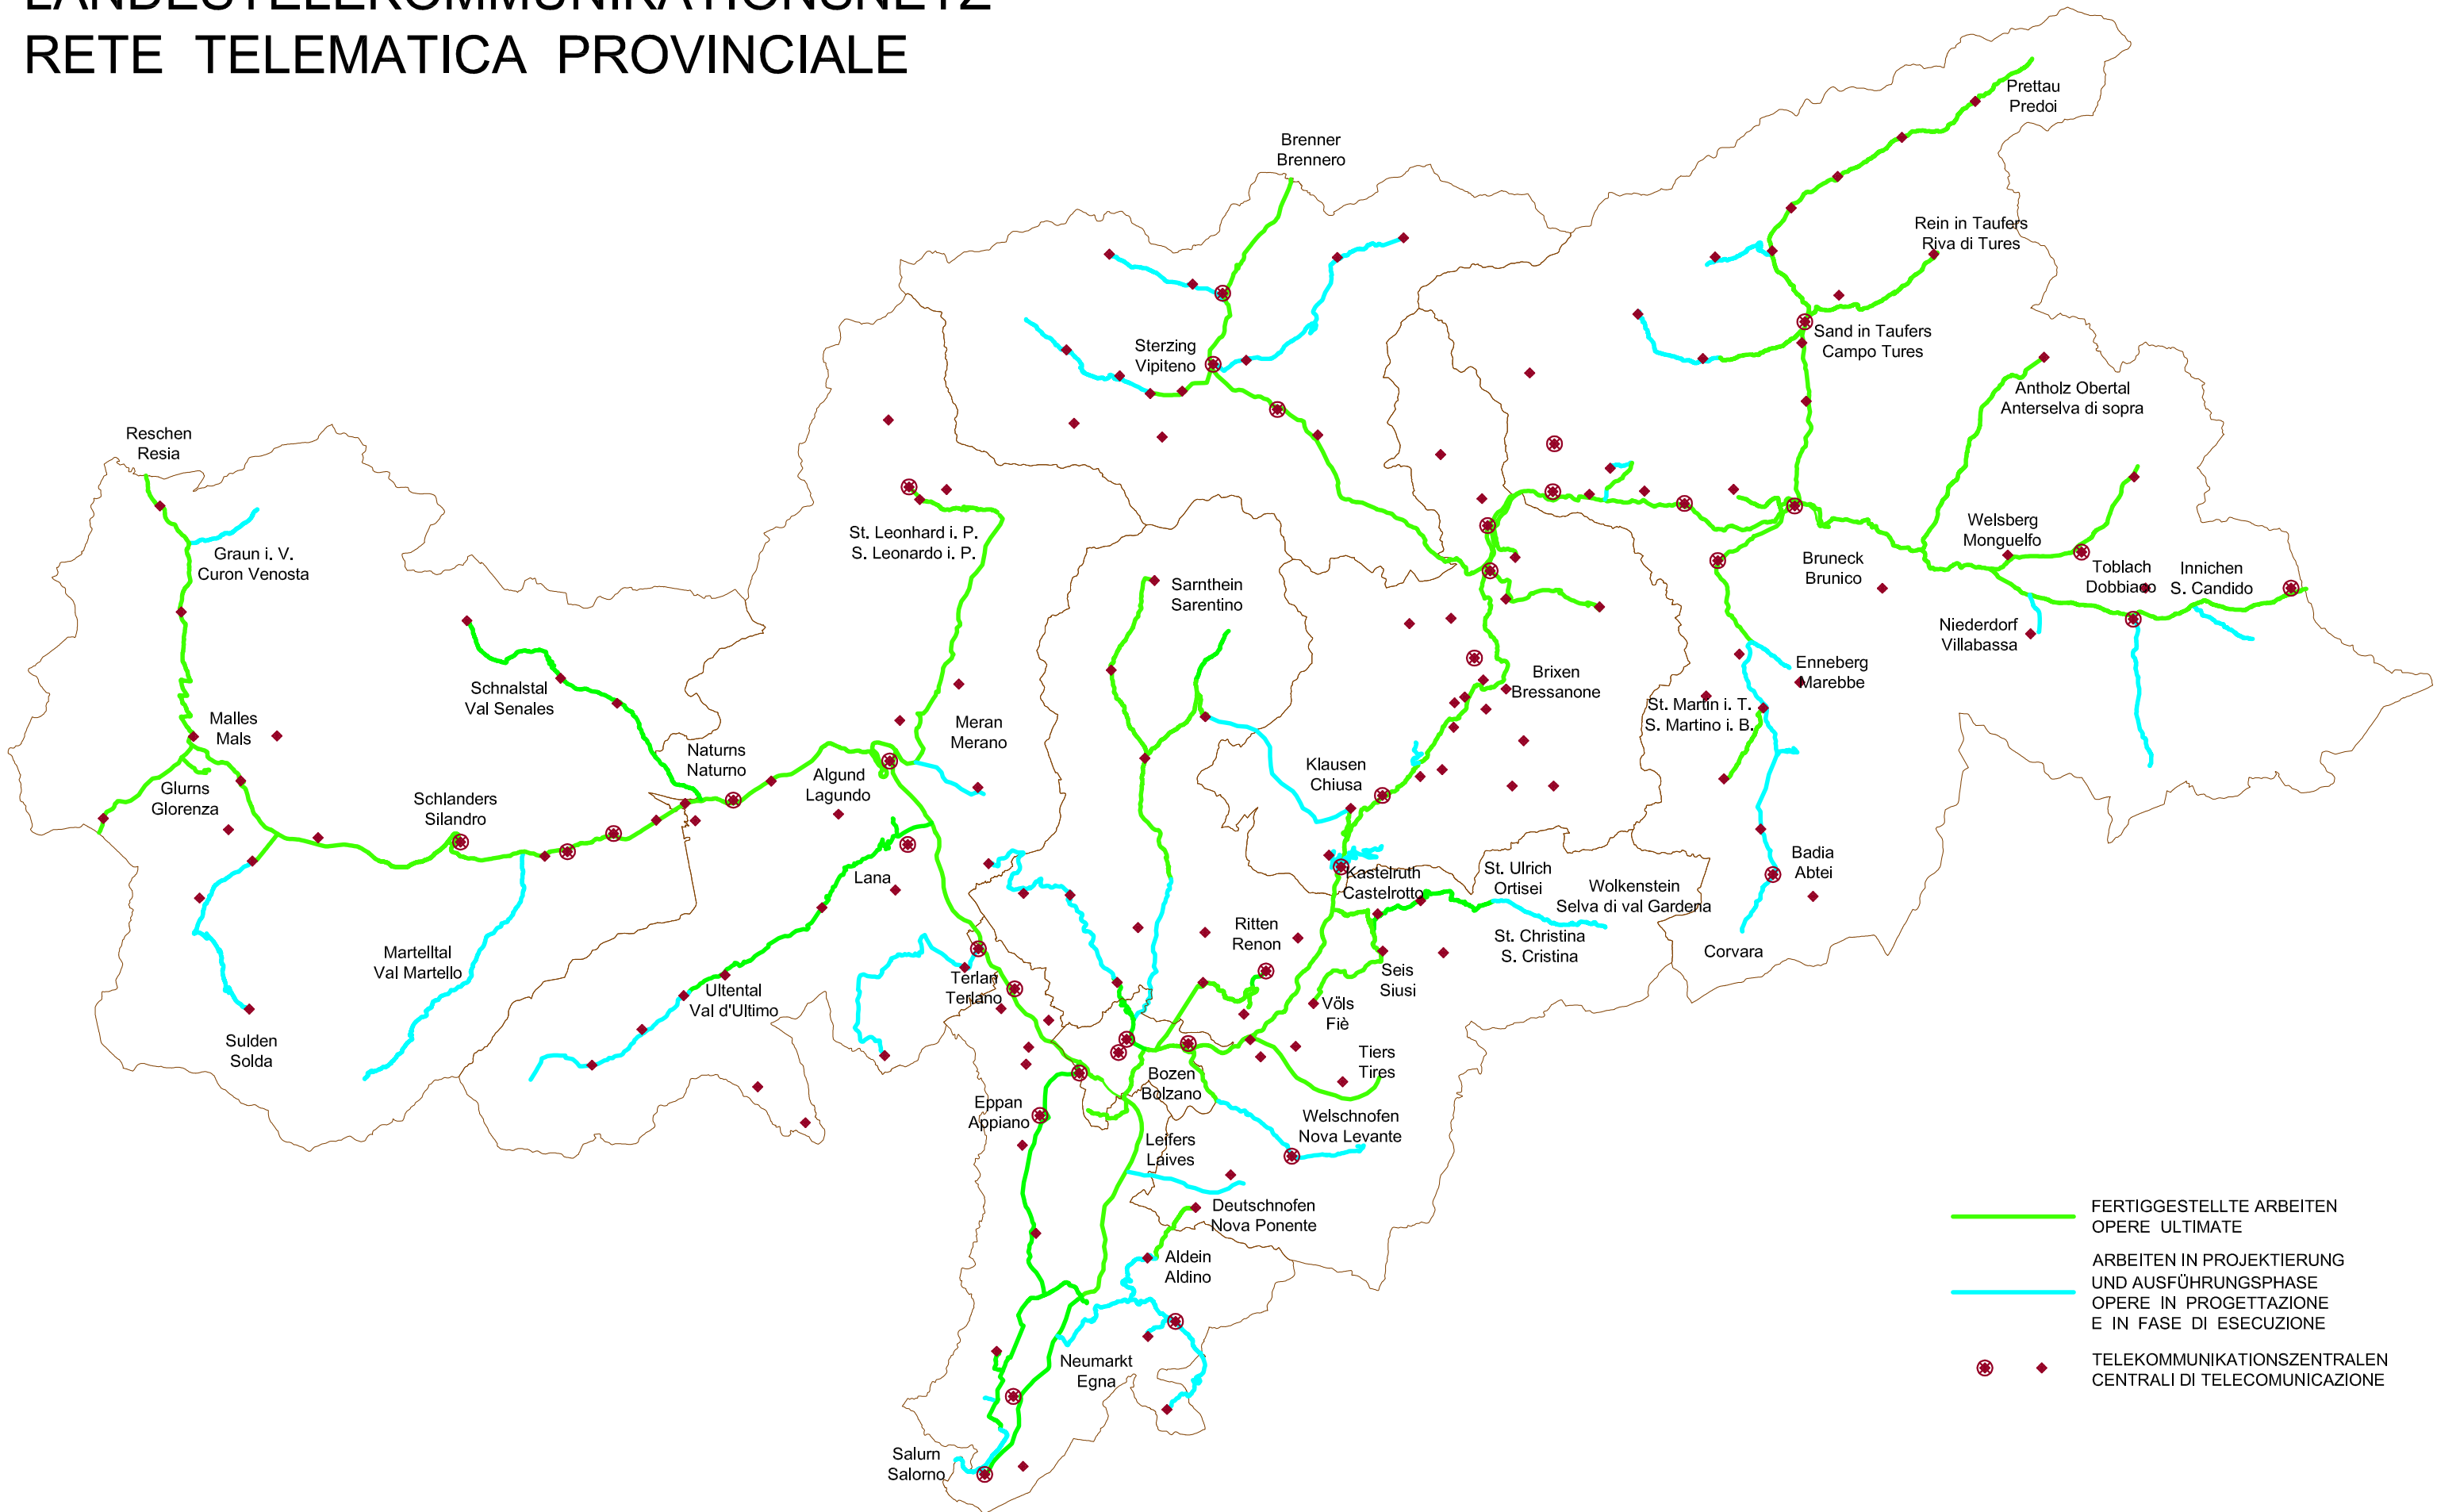 LANDESTELEKOMMUNIKATIONSNETZ
RETE TELEMATICA PROVINCIALE
Prettau
Predoi
Brenner
Brennero
Rein in Taufers
Riva di Tures
Sand in Taufers
Campo Tures
Sterzing
Vipiteno
Antholz Obertal
Anterselva di sopra
Reschen
Resia
Graun i. V.
Curon Venosta
St. Leonhard i. P.
S. Leonardo i. P.
Welsberg
Monguelfo
Bruneck
Brunico
Toblach
Dobbiaco
Innichen
S. Candido
Sarnthein
Sarentino
Niederdorf
Villabassa
Enneberg
Marebbe
Brixen
Bressanone
Schnalstal
Val Senales
St. Martin i. T.
S. Martino i. B.
Malles
Mals
Meran
Merano
Naturns
Naturno
Algund
Lagundo
Klausen
Chiusa
Glurns
Glorenza
Schlanders
Silandro
Badia
Abtei
Lana
Kastelruth
Castelrotto
St. Ulrich
Ortisei
Wolkenstein
Selva di val Gardena
Ritten
Renon
St. Christina
S. Cristina
Corvara
Martelltal
Val Martello
Seis
Siusi
Terlan
Terlano
Ultental
Val d'Ultimo
Völs
Fiè
Sulden
Solda
Tiers
Tires
Bozen
Bolzano
Eppan
Appiano
Welschnofen
Nova Levante
Leifers
Laives
Deutschnofen
Nova Ponente
Aldein
Aldino
Neumarkt
Egna
Salurn
Salorno
FERTIGGESTELLTE ARBEITEN
OPERE ULTIMATE
ARBEITEN IN PROJEKTIERUNG
UND AUSFÜHRUNGSPHASE
OPERE IN PROGETTAZIONE
E IN FASE DI ESECUZIONE
TELEKOMMUNIKATIONSZENTRALEN
CENTRALI DI TELECOMUNICAZIONE